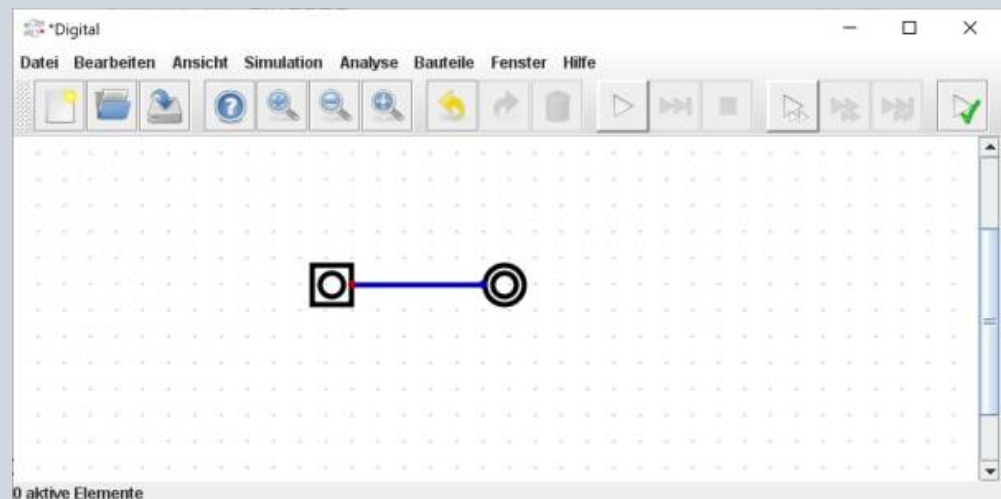 *Digital
Datei Bearbeiten Ansicht Simulation Analyse Bauteile Fenster Hilfe
0 aktive Elemente